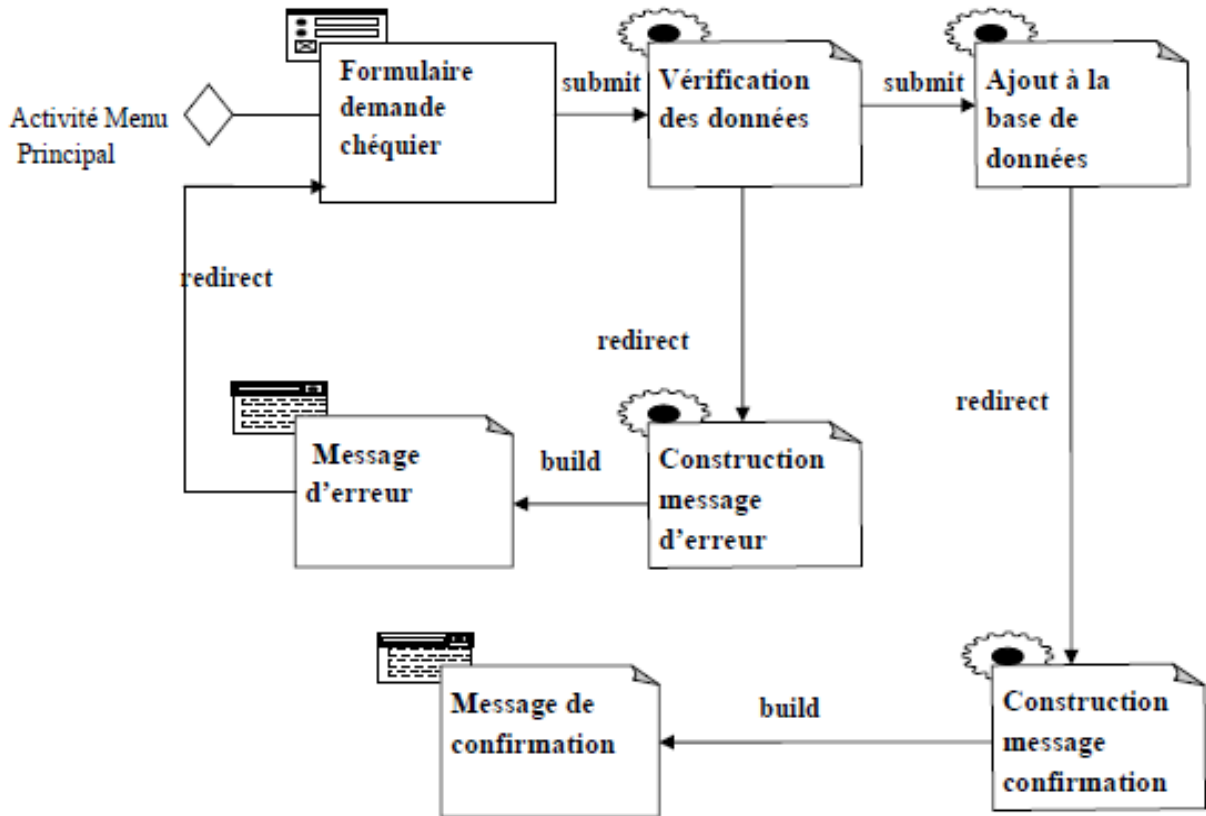 Activité Menu
Principal
Formulaire
demande
chéquier
submit
Vérification
des données
submit
Ajout à la
base de
données
redirect
redirect
redirect
Message
d’erreur
build
Construction
message
d’erreur
Message de
confirmation
build
Construction
message
confirmation